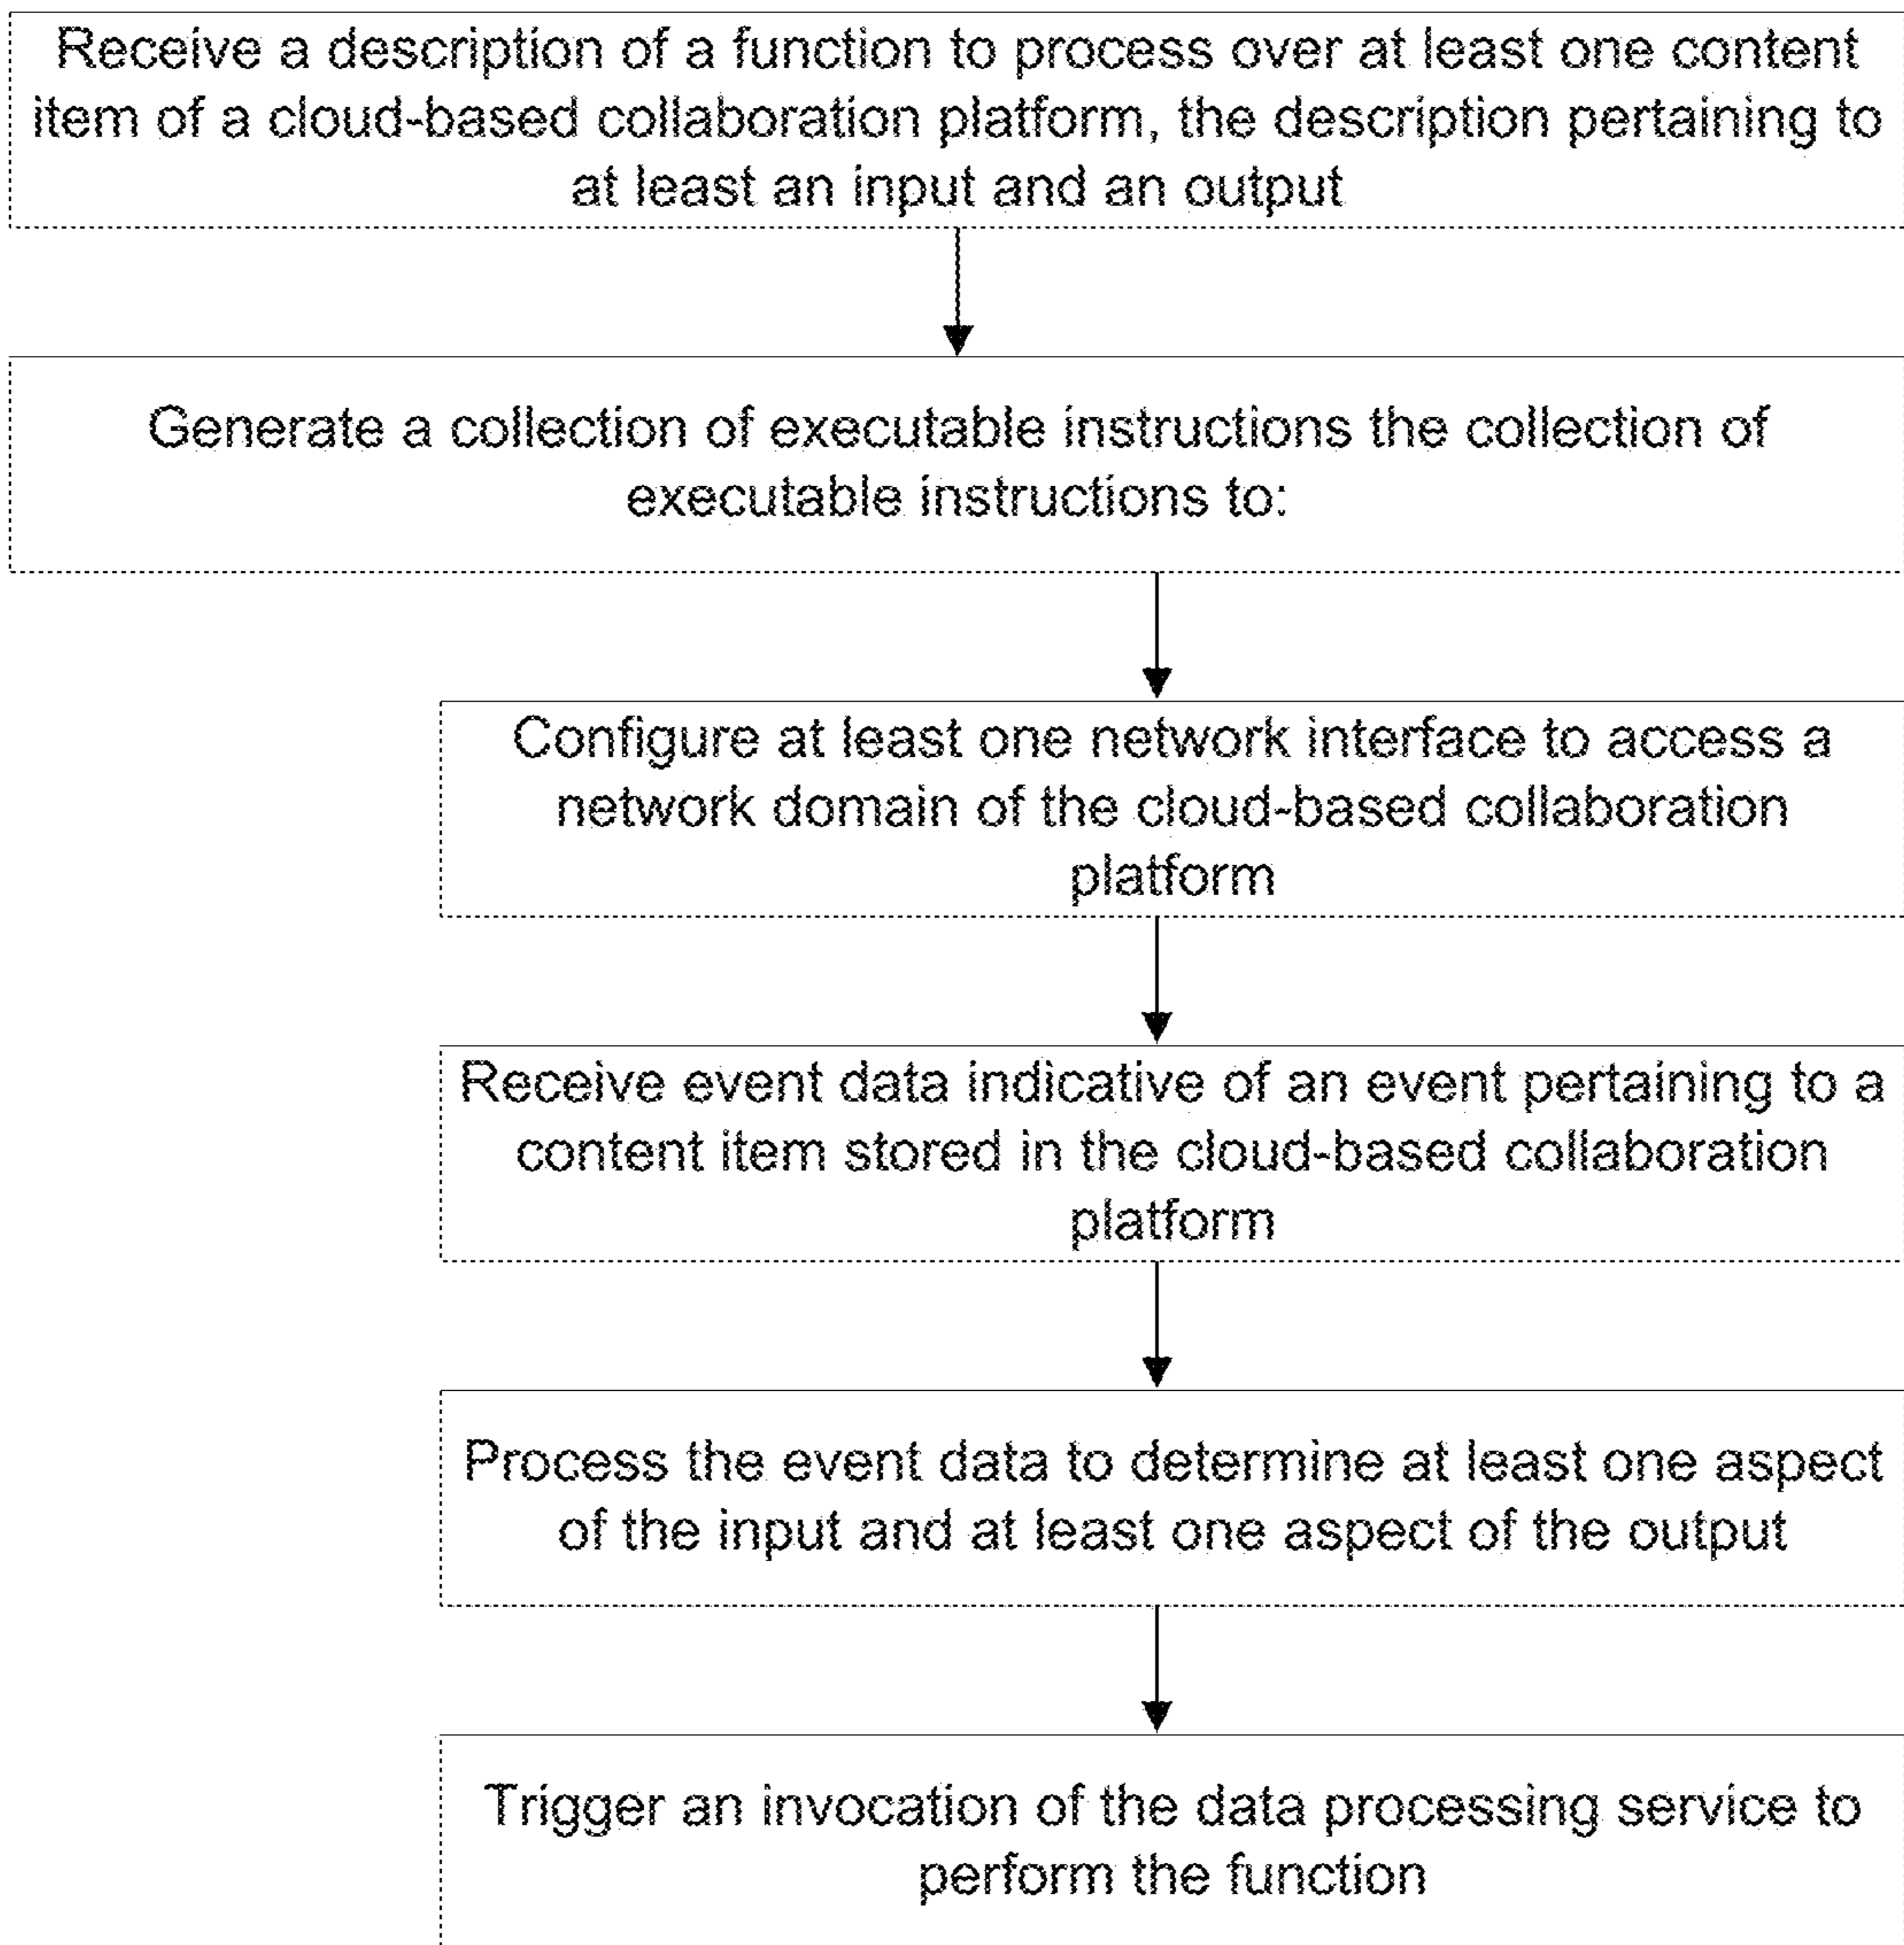 Receive a description of a function to process over at least one content
item of a cloud-based collaboration platform, the description pertaining to
at least an input and an output
Generate a collection of executable instructions the collection of
executable instructions to:
Configure at least one network interface to access a
network domain of the cloud-based collaboration
platform
Receive event data indicative of an event pertaining to a
content item stored in the cloud-based collaboration
platform
Process the event data to determine at least one aspect
of the input and at least one aspect of the output
Trigger an invocation of the data processing service to
perform the function